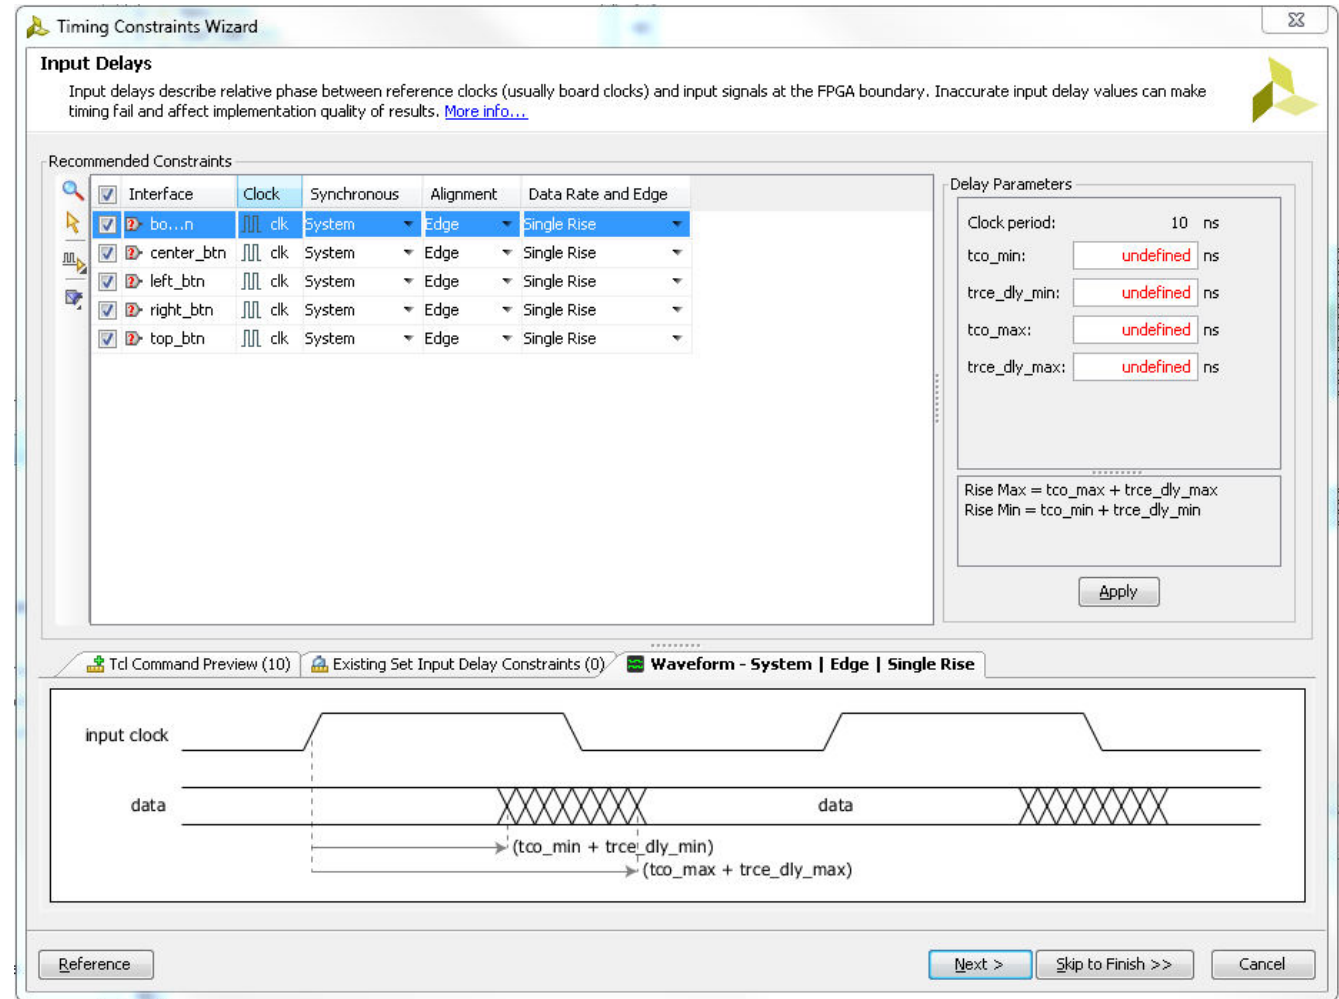 Timing Constraints Wizard
Input Delays
Input delays describe relative phase between reference clocks (usually board clocks) and input signals at the FPGA boundary. Inaccurate input delay values can make
timing fail and affect implementation quality of results. More info...
Recommended Constraints
Interface Clock Synchronous Alignment Data Rate and Edge
bo...n clk System Edge Single Rise
center_btn clk System Edge Single Rise
left_btn clk System Edge Single Rise
right_btn clk System Edge Single Rise
top_btn clk System Edge Single Rise
Delay Parameters
Clock period: 10 ns
tco_min: undefined ns
trce_dly_min: undefined ns
tco_max: undefined ns
trce_dly_max: undefined ns
Rise Max = tco_max + trce_dly_max
Rise Min = tco_min + trce_dly_min
Apply
Tcl Command Preview (10) Existing Set Input Delay Constraints (0) Waveform - System | Edge | Single Rise
input clock
data data
(tco_min + trce_dly_min)
(tco_max + trce_dly_max)
Reference Next > Skip to Finish >> Cancel